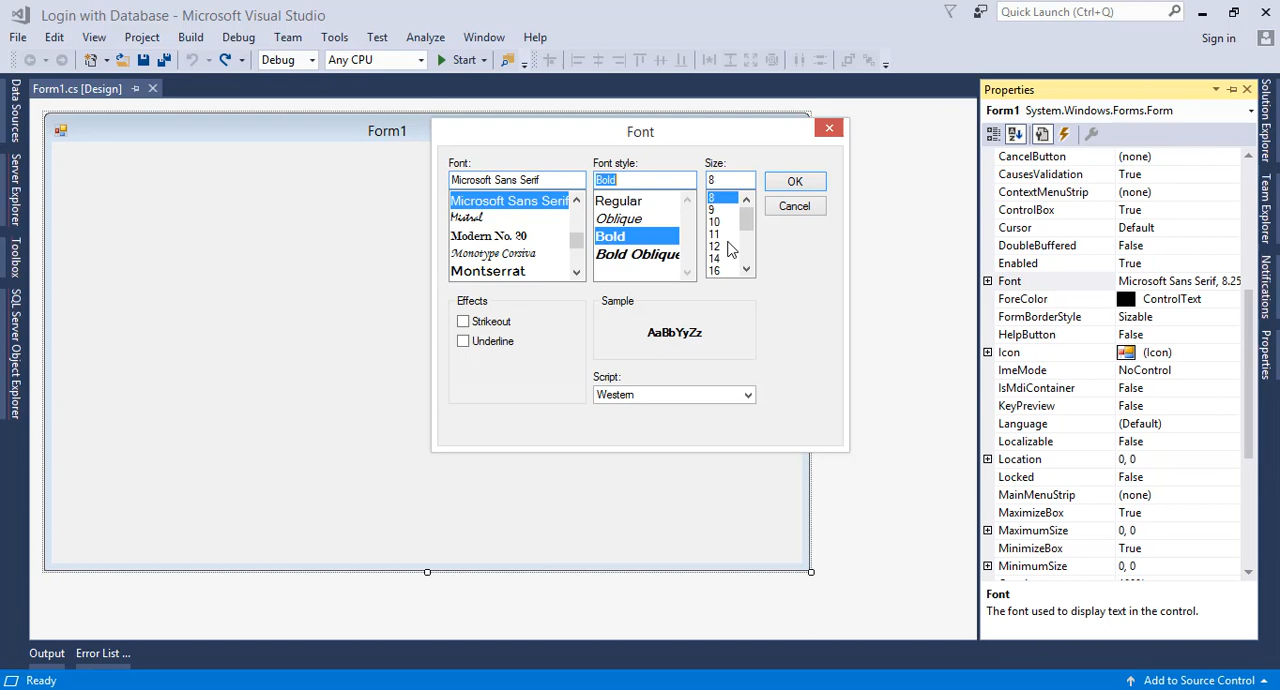 Login with Database - Microsoft Visual Studio
Quick Launch (Ctrl+Q)
File Edit View Project Build Debug Team Tools Test Analyze Window Help
Sign in
Debug Any CPU Start
Form1.cs [Design]
Data Sources
Server Explorer
Toolbox
SQL Server Object Explorer
Form1
Font
Font:
Microsoft Sans Serif
Microsoft Sans Serif
Mistral
Modern No. 20
Monotype Corsiva
Montserrat
Font style:
Bold
Regular
Oblique
Bold
Bold Oblique
Size:
8
8
9
10
11
12
14
16
OK
Cancel
Effects
Strikeout
Underline
Sample
AaBbYyZz
Script:
Western
Properties
Form1 System.Windows.Forms.Form
CancelButton (none)
CausesValidation True
ContextMenuStrip (none)
ControlBox True
Cursor Default
DoubleBuffered False
Enabled True
Font Microsoft Sans Serif, 8.25
ForeColor ControlText
FormBorderStyle Sizable
HelpButton False
Icon (Icon)
ImeMode NoControl
IsMdiContainer False
KeyPreview False
Language (Default)
Localizable False
Location 0, 0
Locked False
MainMenuStrip (none)
MaximizeBox True
MaximumSize 0, 0
MinimizeBox True
MinimumSize 0, 0
Font
The font used to display text in the control.
Solution Explorer
Team Explorer
Notifications
Properties
Output Error List ...
Ready
Add to Source Control